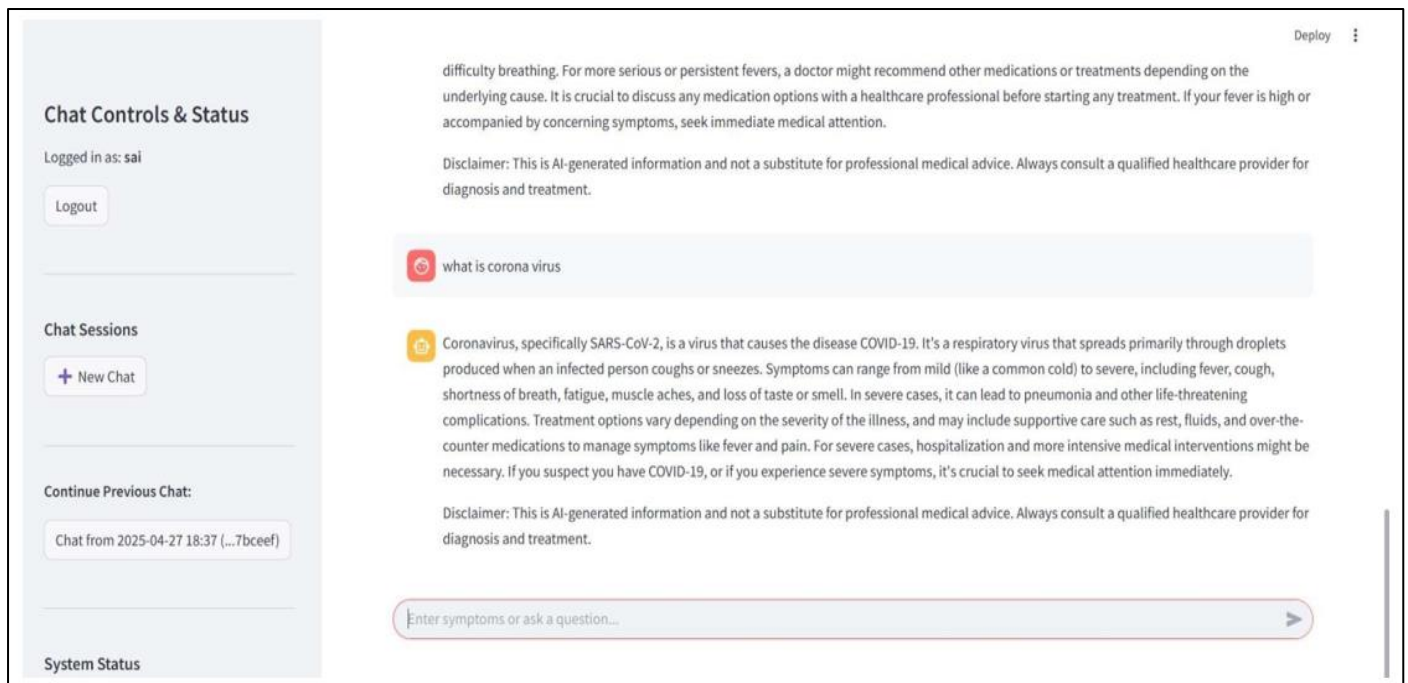 Deploy
Chat Controls & Status
Logged in as: sai
Logout
Chat Sessions
+ New Chat
Continue Previous Chat:
Chat from 2025-04-27 18:37 (...7bceef)
System Status
difficulty breathing. For more serious or persistent fevers, a doctor might recommend other medications or treatments depending on the
underlying cause. It is crucial to discuss any medication options with a healthcare professional before starting any treatment. If your fever is high or
accompanied by concerning symptoms, seek immediate medical attention.
Disclaimer: This is AI-generated information and not a substitute for professional medical advice. Always consult a qualified healthcare provider for
diagnosis and treatment.
what is corona virus
Coronavirus, specifically SARS-CoV-2, is a virus that causes the disease COVID-19. It's a respiratory virus that spreads primarily through droplets
produced when an infected person coughs or sneezes. Symptoms can range from mild (like a common cold) to severe, including fever, cough,
shortness of breath, fatigue, muscle aches, and loss of taste or smell. In severe cases, it can lead to pneumonia and other life-threatening
complications. Treatment options vary depending on the severity of the illness, and may include supportive care such as rest, fluids, and over-the-
counter medications to manage symptoms like fever and pain. For severe cases, hospitalization and more intensive medical interventions might be
necessary. If you suspect you have COVID-19, or if you experience severe symptoms, it's crucial to seek medical attention immediately.
Disclaimer: This is AI-generated information and not a substitute for professional medical advice. Always consult a qualified healthcare provider for
diagnosis and treatment.
Enter symptoms or ask a question...